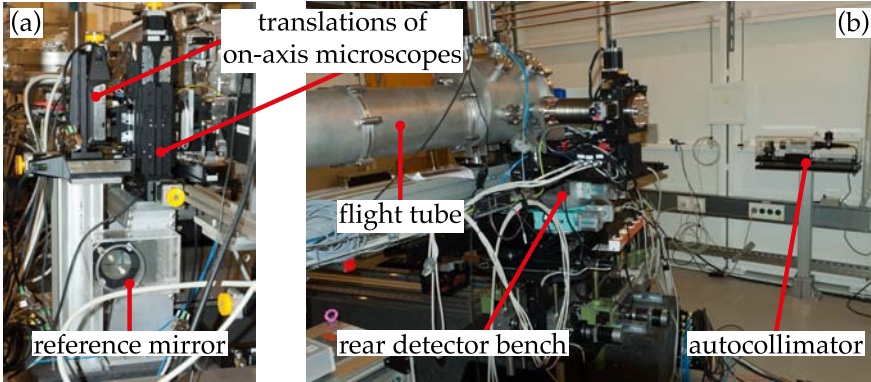 (a)
translations of
on-axis microscopes
(b)
flight tube
reference mirror
rear detector bench
autocollimator